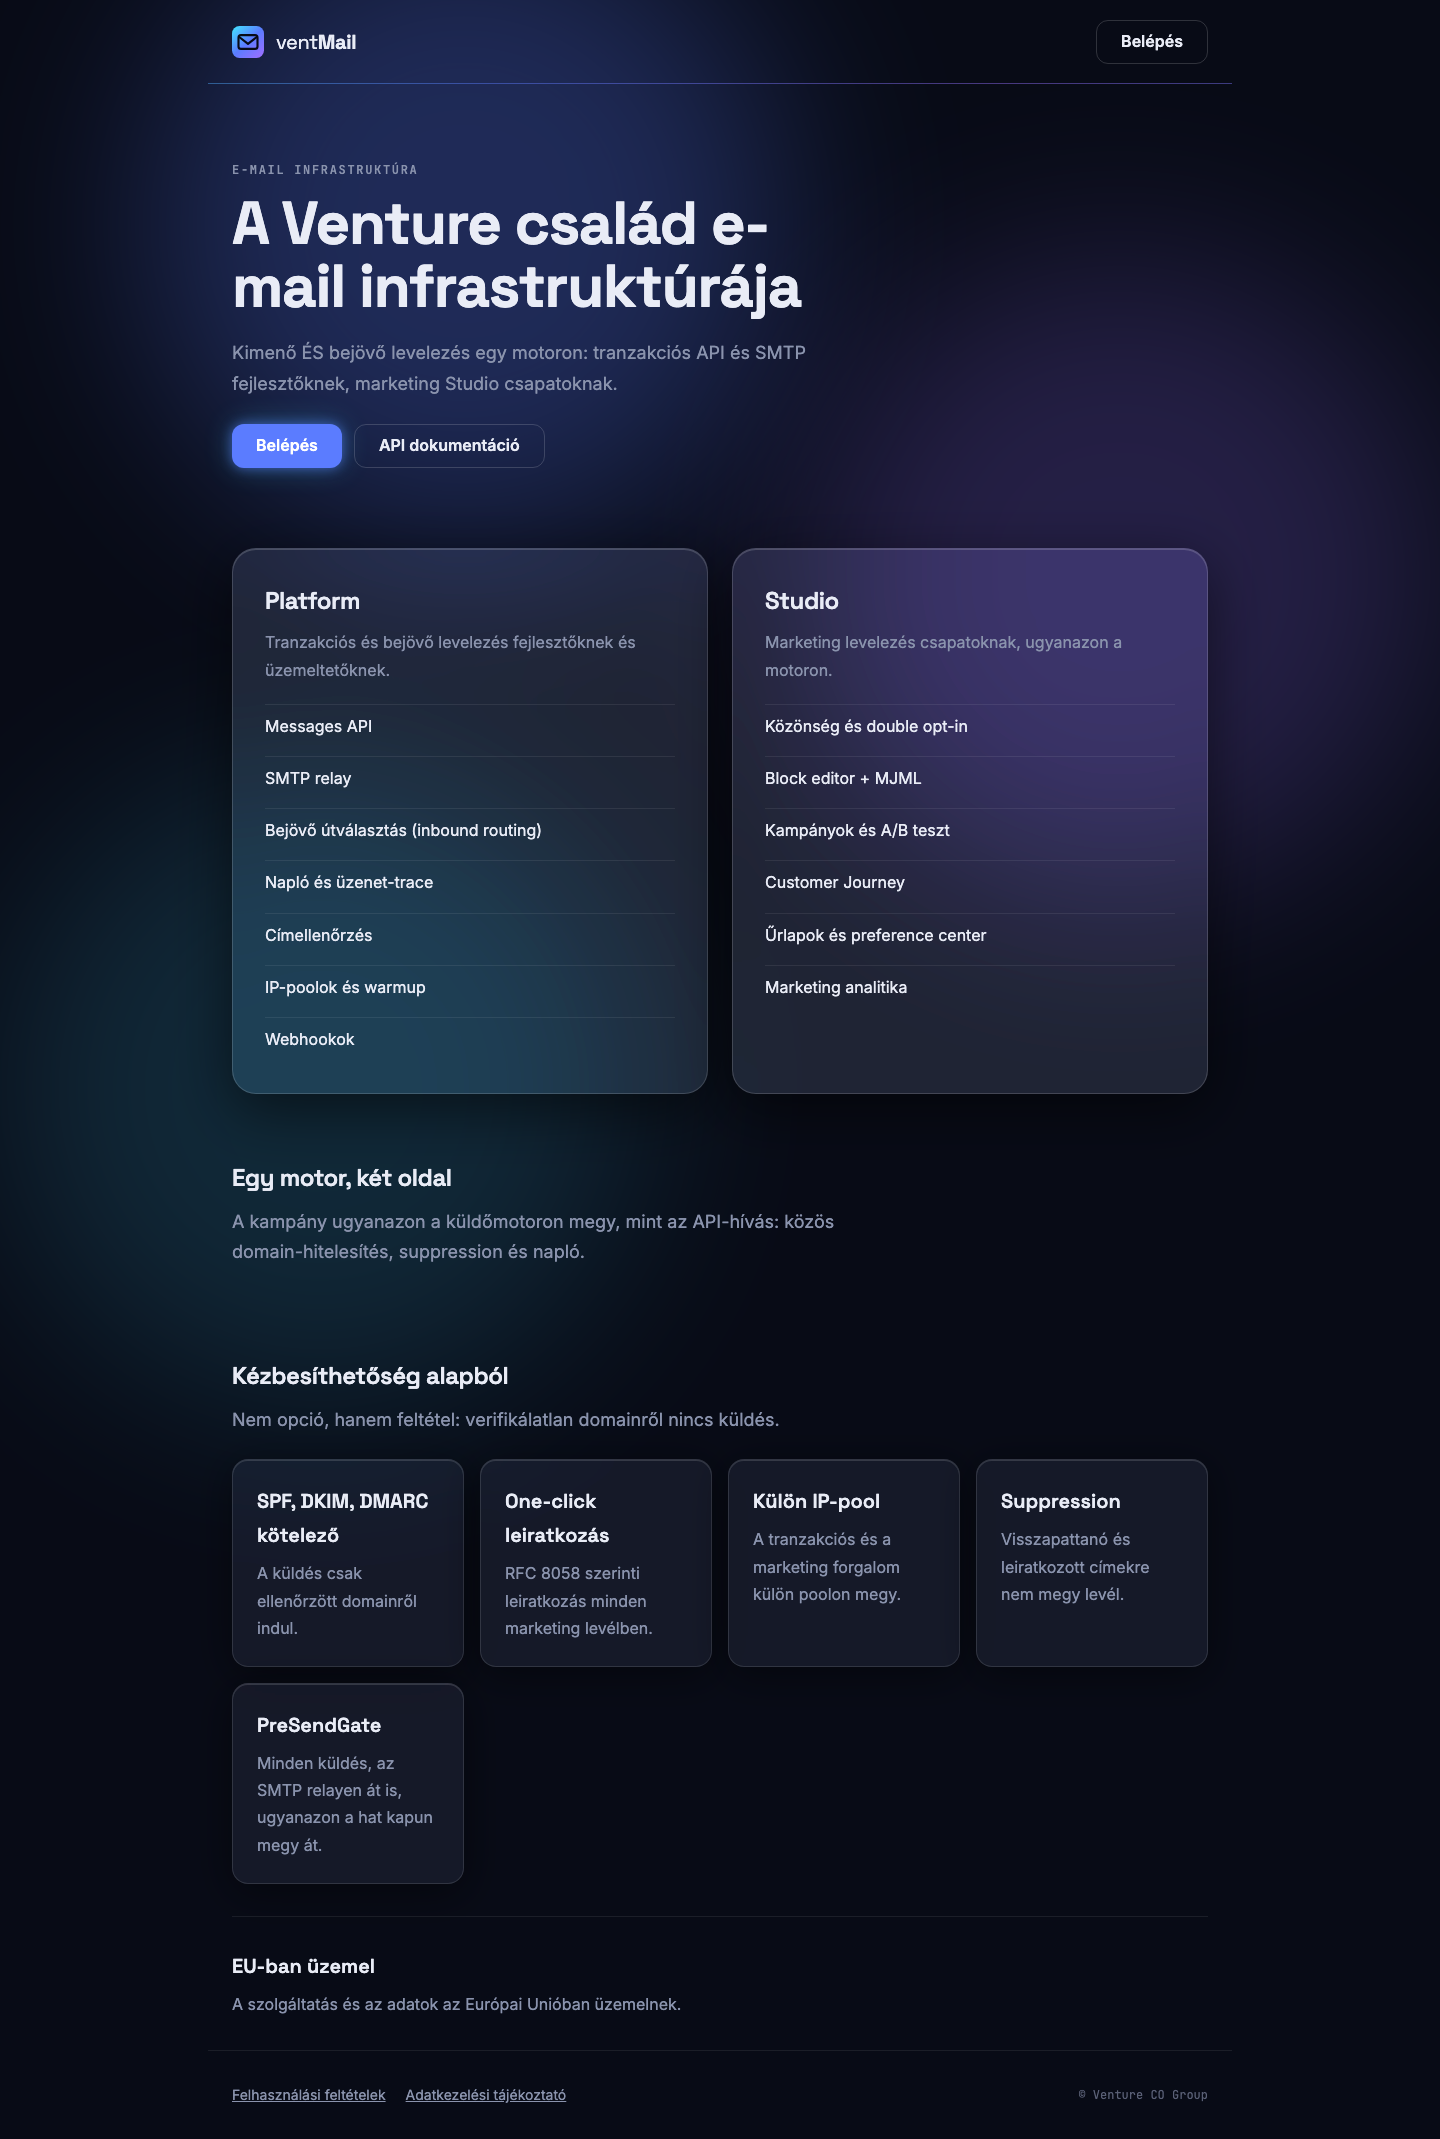 ventMail
Belépés
E-MAIL INFRASTRUKTÚRA
A Venture család e-
mail infrastruktúrája
Kimenő ÉS bejövő levelezés egy motoron: tranzakciós API és SMTP
fejlesztőknek, marketing Studio csapatoknak.
Belépés
API dokumentáció
Platform
Tranzakciós és bejövő levelezés fejlesztőknek és
üzemeltetőknek.
Messages API
SMTP relay
Bejövő útválasztás (inbound routing)
Napló és üzenet-trace
Címellenőrzés
IP-poolok és warmup
Webhookok
Studio
Marketing levelezés csapatoknak, ugyanazon a
motoron.
Közönség és double opt-in
Block editor + MJML
Kampányok és A/B teszt
Customer Journey
Űrlapok és preference center
Marketing analitika
Egy motor, két oldal
A kampány ugyanazon a küldőmotoron megy, mint az API-hívás: közös
domain-hitelesítés, suppression és napló.
Kézbesíthetőség alapból
Nem opció, hanem feltétel: verifikálatlan domainről nincs küldés.
SPF, DKIM, DMARC
kötelező
A küldés csak
ellenőrzött domainről
indul.
One-click
leiratkozás
RFC 8058 szerinti
leiratkozás minden
marketing levélben.
Külön IP-pool
A tranzakciós és a
marketing forgalom
külön poolon megy.
Suppression
Visszapattanó és
leiratkozott címekre
nem megy levél.
PreSendGate
Minden küldés, az
SMTP relayen át is,
ugyanazon a hat kapun
megy át.
EU-ban üzemel
A szolgáltatás és az adatok az Európai Unióban üzemelnek.
Felhasználási feltételek
Adatkezelési tájékoztató
© Venture CO Group